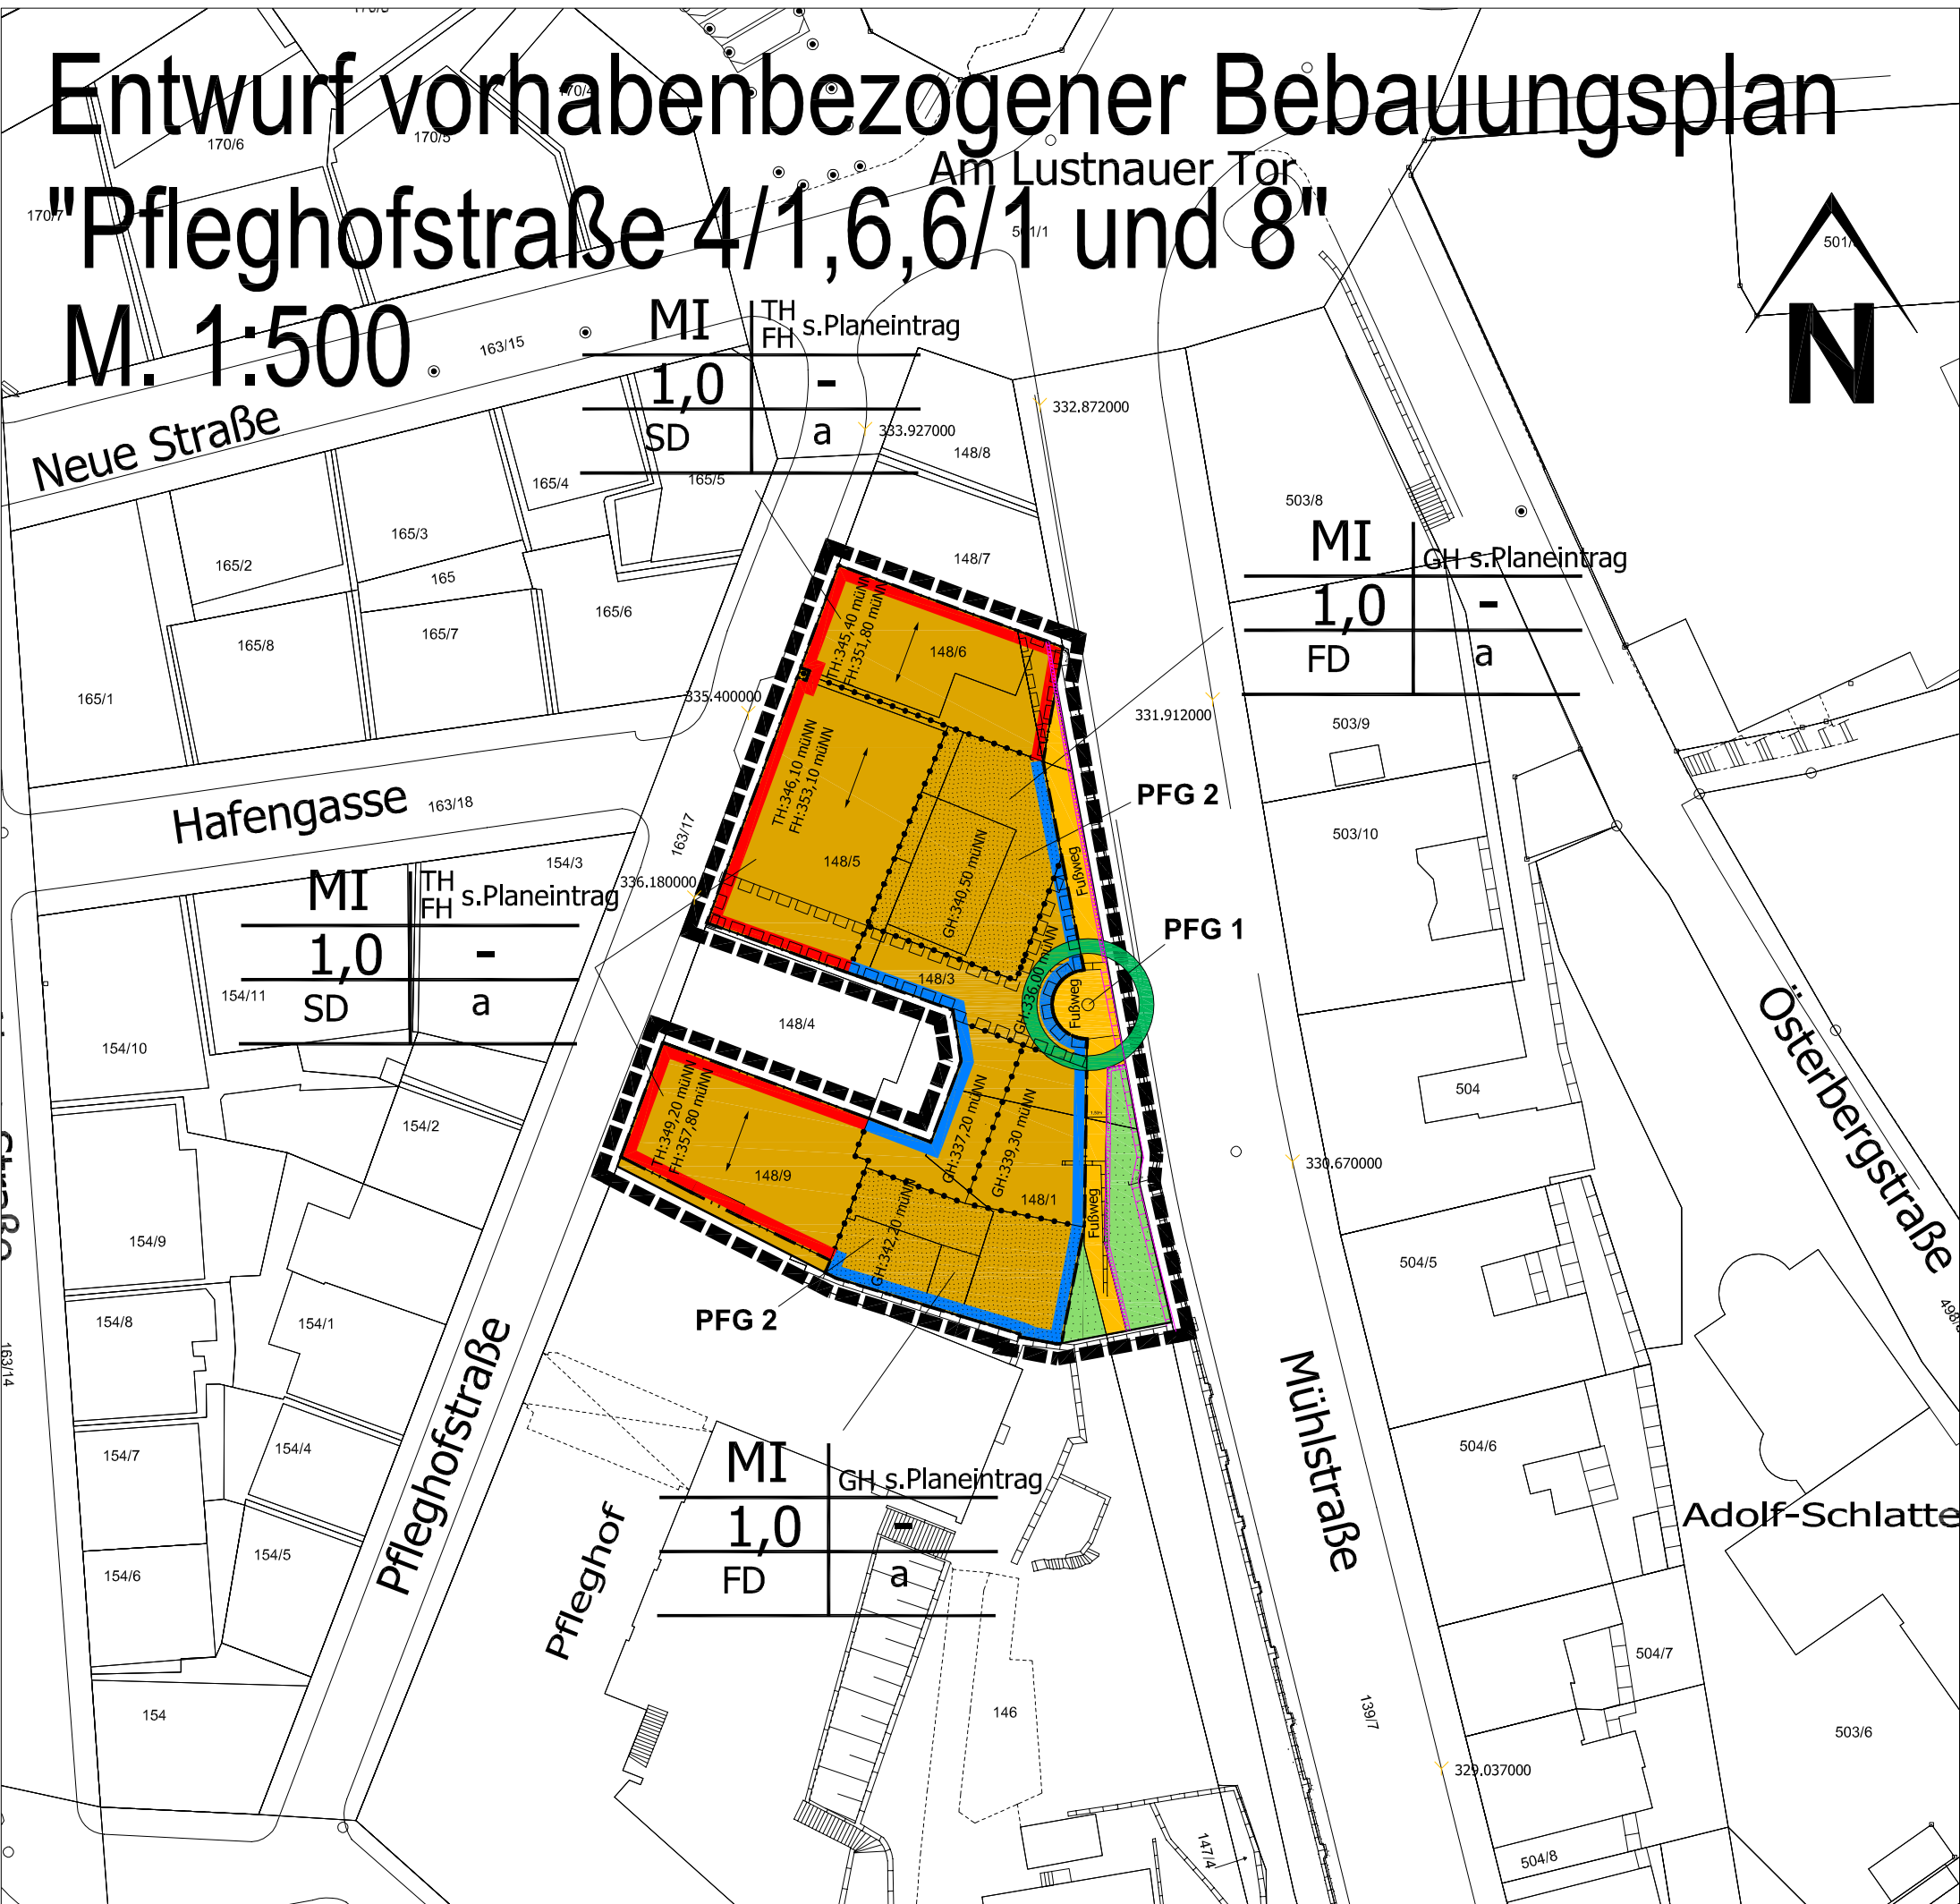 Entwurf vorhabenbezogener Bebauungsplan
"Pfleghofstraße 4/1,6,6/1 und 8"
M. 1:500
Am Lustnauer Tor
N
170/4
170/5
170/6
170/7
501/1
163/15
Neue Straße
MI
TH
FH s.Planeintrag
1,0
-
SD
a
333.927000
332.872000
148/8
148/7
165/5
165/4
165/3
165/2
165
165/6
165/7
165/8
165/1
503/8
MI
GH s.Planeintrag
1,0
-
FD
a
503/9
503/10
331.912000
335.400000
TH:345,40 müNN
FH:351,80 müNN
148/6
TH:346,10 müNN
FH:353,10 müNN
148/5
GH:340,50 müNN
Fußweg
PFG 2
PFG 1
Hafengasse
163/18
163/17
154/3
336.180000
MI
TH
FH s.Planeintrag
1,0
-
SD
a
154/11
154/10
154/2
148/3
148/4
GH:336,00 müNN
Fußweg
TH:349,20 müNN
FH:357,80 müNN
148/9
GH:337,20 müNN
GH:339,30 müNN
148/1
Fußweg
GH:342,20 müNN
PFG 2
330.670000
504
504/5
504/6
Österbergstraße
154/9
154/8
154/1
154/7
154/4
154/6
154/5
154
163/14
Pfleghofstraße
Pfleghof
MI
GH s.Planeintrag
1,0
-
FD
a
Mühlstraße
Adolf-Schlatte
504/7
503/6
146
139/7
329.037000
147/4
504/8